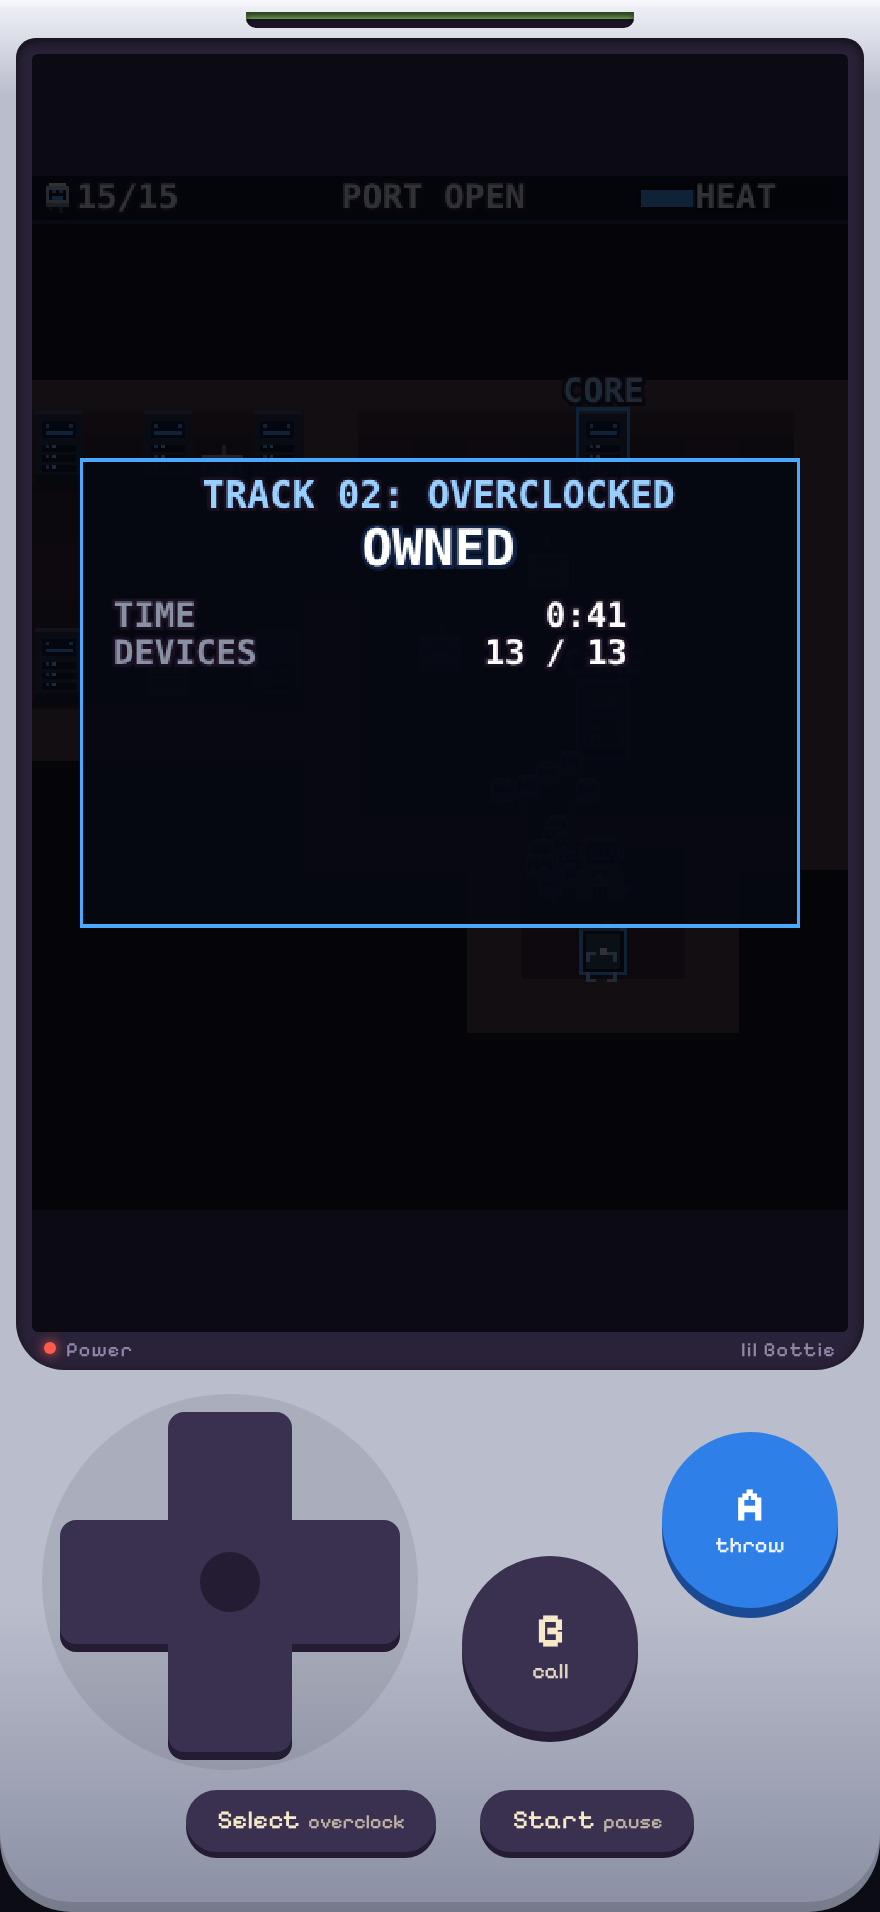 15/15 PORT OPEN HEAT
CORE
TRACK 02: OVERCLOCKED
OWNED
TIME 0:41
DEVICES 13 / 13
Power lil Bottie
A
throw
B
call
Select overclock Start pause